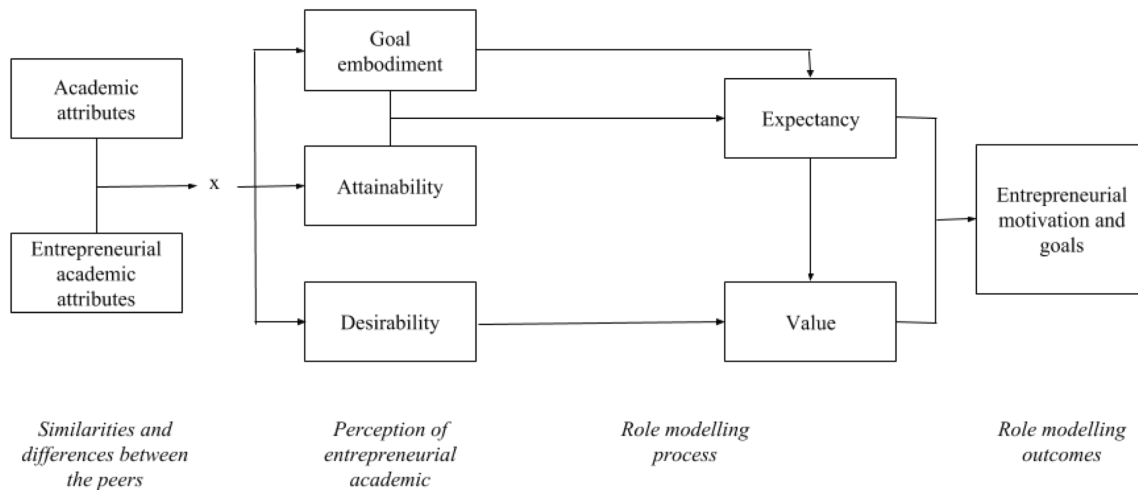 Academic
attributes
Entrepreneurial
academic
attributes
x
Goal
embodiment
Attainability
Desirability
Expectancy
Value
Entrepreneurial
motivation and
goals
Similarities and
differences between
the peers
Perception of
entrepreneurial
academic
Role modelling
process
Role modelling
outcomes